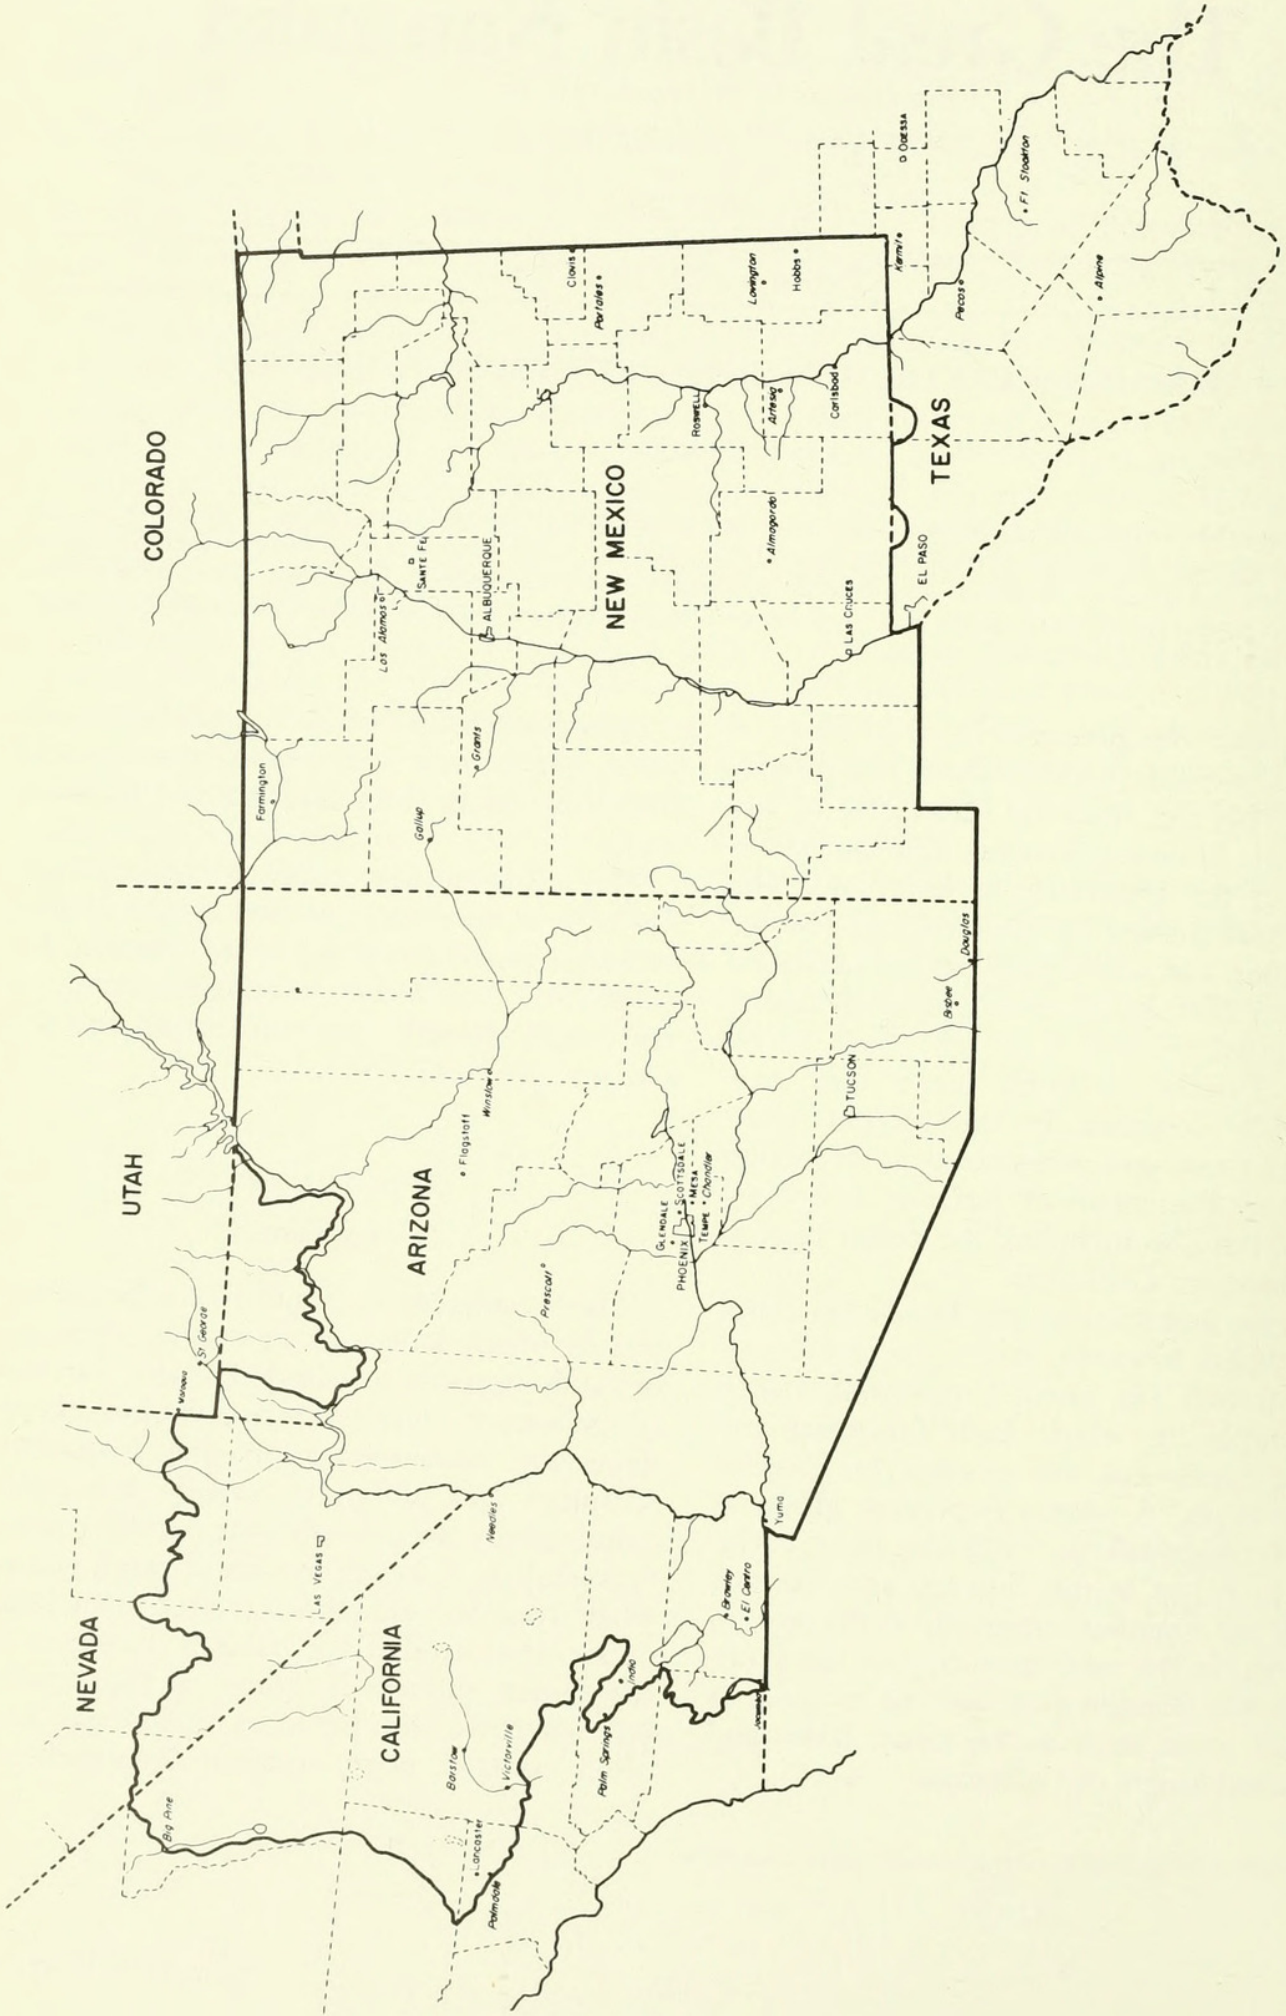 NEVADA
UTAH
COLORADO
CALIFORNIA
ARIZONA
NEW MEXICO
TEXAS
Big Pine
LAS VEGAS
St George
Farmington
Los Alamos
SANTE FE
ALBUQUERQUE
Grants
Gallup
Winslow
Flagstaff
Prescott
Needles
Barstow
Victorville
Lancaster
Palmdale
Palm Springs
Indio
Brawley
El Centro
Yuma
GLENDALE
PHOENIX
SCOTTSDALE
MESA
TEMPE
Chandler
TUCSON
Bisbee
Douglas
Clovis
Portales
ROSWELL
Artesia
Lovington
Hobbs
Carlsbad
Almogordo
LAS CRUCES
EL PASO
Kermit
ODESSA
Pecos
Ft Stockton
Alpine